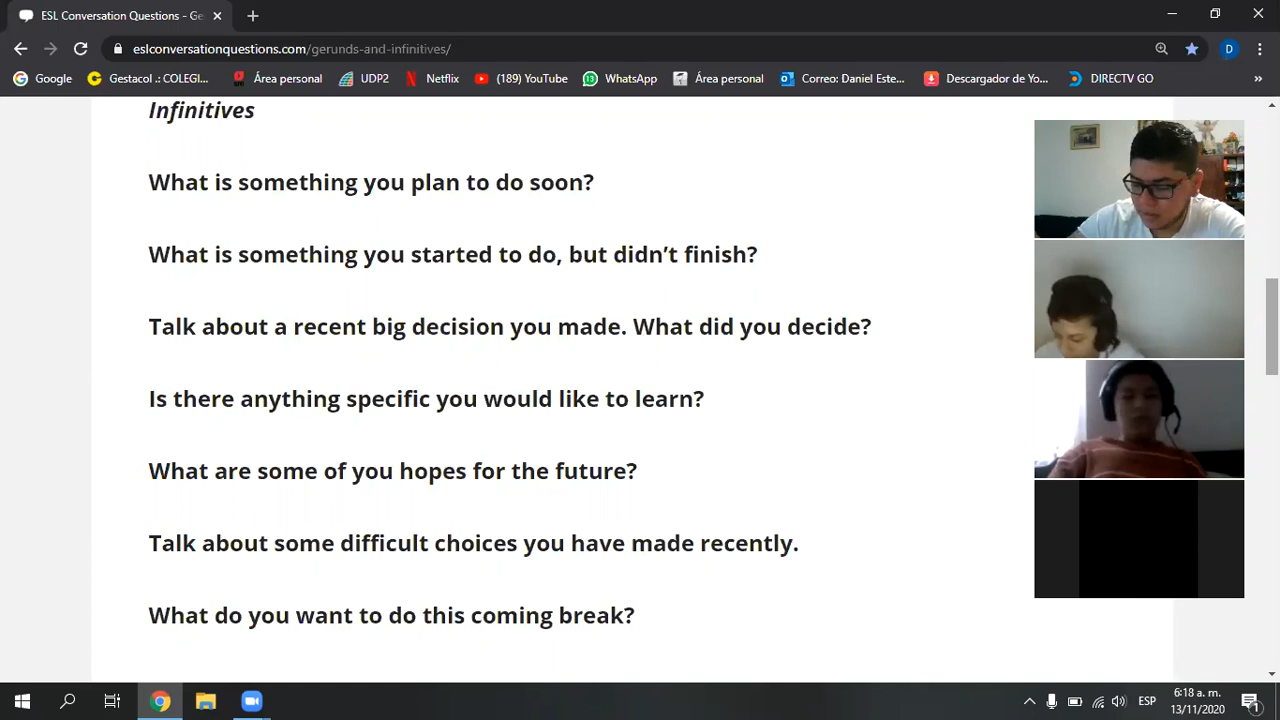 ESL Conversation Questions - Ge
eslconversationquestions.com/gerunds-and-infinitives/
D
Google
Gestacol .: COLEGI...
Área personal
UDP2
Netflix
(189) YouTube
13
WhatsApp
Área personal
Correo: Daniel Este...
Descargador de Yo...
DIRECTV GO
»
Infinitives
What is something you plan to do soon?
What is something you started to do, but didn't finish?
Talk about a recent big decision you made. What did you decide?
Is there anything specific you would like to learn?
What are some of you hopes for the future?
Talk about some difficult choices you have made recently.
What do you want to do this coming break?
ESP
6:18 a. m.
13/11/2020
1